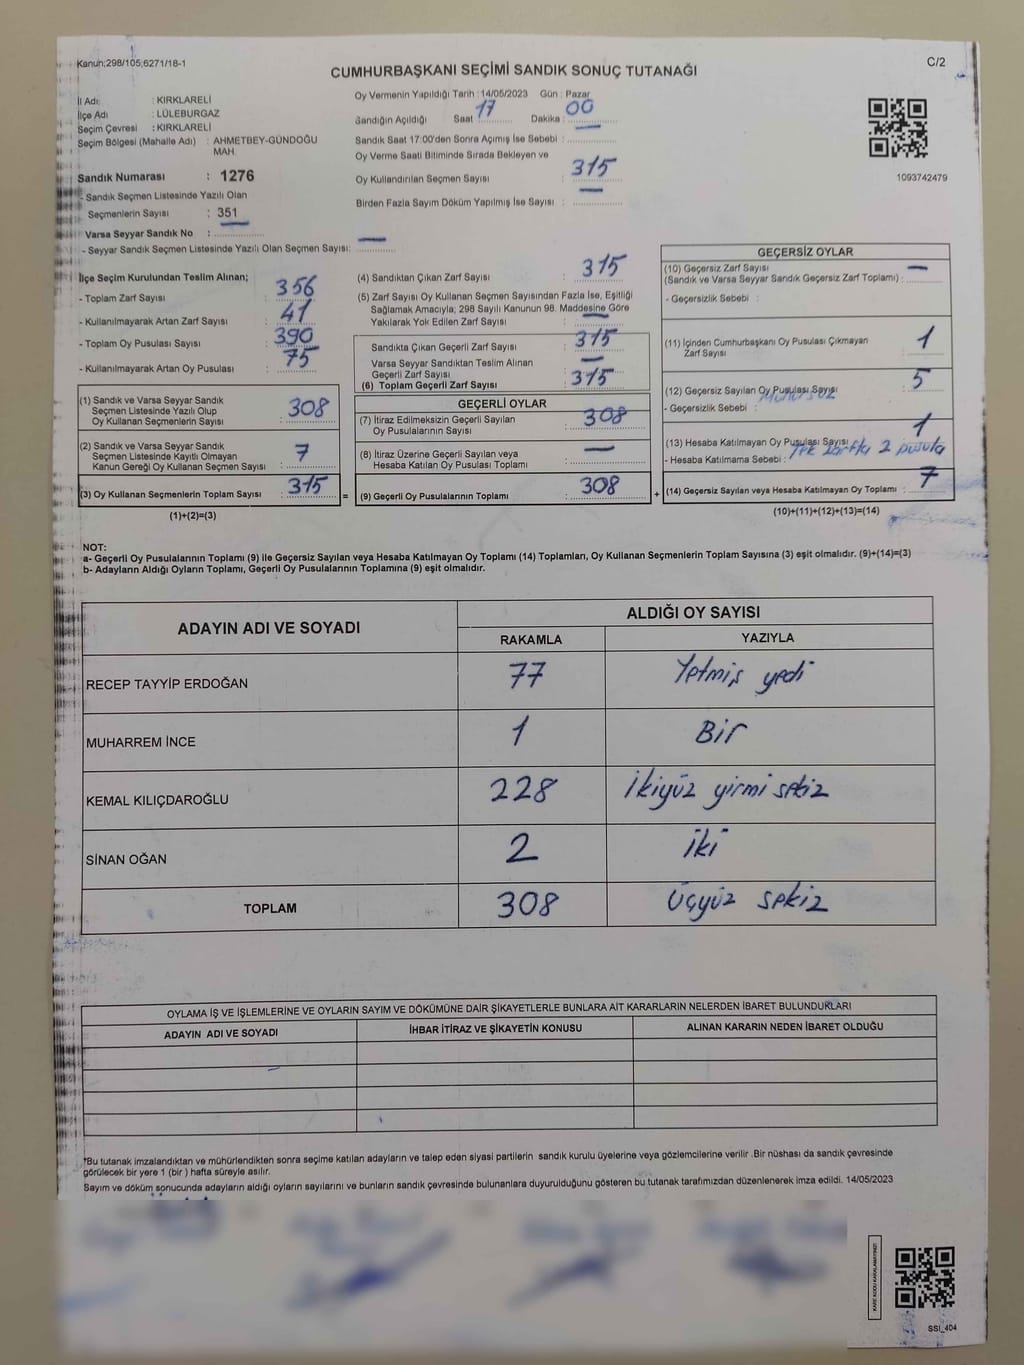 Kanun;298/105;6271/18-1
C/2
CUMHURBAŞKANI SEÇİMİ SANDIK SONUÇ TUTANAĞI
İl Adı : KIRKLARELİ
İlçe Adı : LÜLEBURGAZ
Seçim Çevresi : KIRKLARELİ
Seçim Bölgesi (Mahalle Adı) : AHMETBEY-GÜNDOĞU
MAH.
Sandık Numarası : 1276
- Sandık Seçmen Listesinde Yazılı Olan
Seçmenlerin Sayısı : 351
Varsa Seyyar Sandık No :
- Seyyar Sandık Seçmen Listesinde Yazılı Olan Seçmen Sayısı:
Oy Vermenin Yapıldığı Tarih :14/05/2023 Gün : Pazar
Sandığın Açıldığı Saat 17 Dakika : 00
Sandık Saat 17:00'den Sonra Açımış İse Sebebi :
Oy Verme Saati Bitiminde Sırada Bekleyen ve
Oy Kullandırılan Seçmen Sayısı : 315
Birden Fazla Sayım Döküm Yapılmış İse Sayısı :
1093742479
İlçe Seçim Kurulundan Teslim Alınan;
- Toplam Zarf Sayısı : 356
- Kullanılmayarak Artan Zarf Sayısı : 41
- Toplam Oy Pusulası Sayısı : 390
- Kullanılmayarak Artan Oy Pusulası : 75
(1) Sandık ve Varsa Seyyar Sandık
Seçmen Listesinde Yazılı Olup
Oy Kullanan Seçmenlerin Sayısı : 308
(2) Sandık ve Varsa Seyyar Sandık
Seçmen Listesinde Kayıtlı Olmayan
Kanun Gereği Oy Kullanan Seçmen Sayısı : 7
(3) Oy Kullanan Seçmenlerin Toplam Sayısı : 315 =
(1)+(2)=(3)
(4) Sandıktan Çıkan Zarf Sayısı : 315
(5) Zarf Sayısı Oy Kullanan Seçmen Sayısından Fazla İse, Eşitliği
Sağlamak Amacıyla, 298 Sayılı Kanunun 98. Maddesine Göre
Yakılarak Yok Edilen Zarf Sayısı :
Sandıkta Çıkan Geçerli Zarf Sayısı : 315
Varsa Seyyar Sandıktan Teslim Alınan
Geçerli Zarf Sayısı :
(6) Toplam Geçerli Zarf Sayısı : 315
GEÇERLİ OYLAR
(7) İtiraz Edilmeksizin Geçerli Sayılan
Oy Pusulalarının Sayısı : 308
(8) İtiraz Üzerine Geçerli Sayılan veya
Hesaba Katılan Oy Pusulası Toplamı :
(9) Geçerli Oy Pusulalarının Toplamı : 308 +
GEÇERSİZ OYLAR
(10) Geçersiz Zarf Sayısı
(Sandık ve Varsa Seyyar Sandık Geçersiz Zarf Toplamı) :
- Geçersizlik Sebebi :
(11) İçinden Cumhurbaşkanı Oy Pusulası Çıkmayan
Zarf Sayısı : 1
(12) Geçersiz Sayılan Oy Pusulası Sayısı : 5
- Geçersizlik Sebebi : Mühürsüz
(13) Hesaba Katılmayan Oy Pusulası Sayısı : 1
- Hesaba Katılmama Sebebi : Tek zarfta 2 pusula
(14) Geçersiz Sayılan veya Hesaba Katılmayan Oy Toplamı : 7
(10)+(11)+(12)+(13)=(14)
NOT:
a- Geçerli Oy Pusulalarının Toplamı (9) ile Geçersiz Sayılan veya Hesaba Katılmayan Oy Toplamı (14) Toplamları, Oy Kullanan Seçmenlerin Toplam Sayısına (3) eşit olmalıdır. (9)+(14)=(3)
b- Adayların Aldığı Oyların Toplamı, Geçerli Oy Pusulalarının Toplamına (9) eşit olmalıdır.
ADAYIN ADI VE SOYADI
ALDIĞI OY SAYISI
RAKAMLA YAZIYLA
RECEP TAYYİP ERDOĞAN 77 Yetmiş yedi
MUHARREM İNCE 1 Bir
KEMAL KILIÇDAROĞLU 228 İkiyüz yirmi sekiz
SİNAN OĞAN 2 İki
TOPLAM 308 Üçyüz sekiz
OYLAMA İŞ VE İŞLEMLERİNE VE OYLARIN SAYIM VE DÖKÜMÜNE DAİR ŞİKAYETLERLE BUNLARA AİT KARARLARIN NELERDEN İBARET BULUNDUKLARI
ADAYIN ADI VE SOYADI İHBAR İTİRAZ VE ŞİKAYETİN KONUSU ALINAN KARARIN NEDEN İBARET OLDUĞU
*Bu tutanak imzalandıktan ve mühürlendikten sonra seçime katılan adayların ve talep eden siyasi partilerin sandık kurulu üyelerine veya gözlemcilerine verilir .Bir nüshası da sandık çevresinde
görülecek bir yere 1 (bir ) hafta süreyle asılır.
Sayım ve döküm sonucunda adayların aldığı oyların sayılarını ve bunların sandık çevresinde bulunanlara duyurulduğunu gösteren bu tutanak tarafımızdan düzenlenerek imza edildi. 14/05/2023
KARE KODU KARALAMAYINIZ!
SSI_404